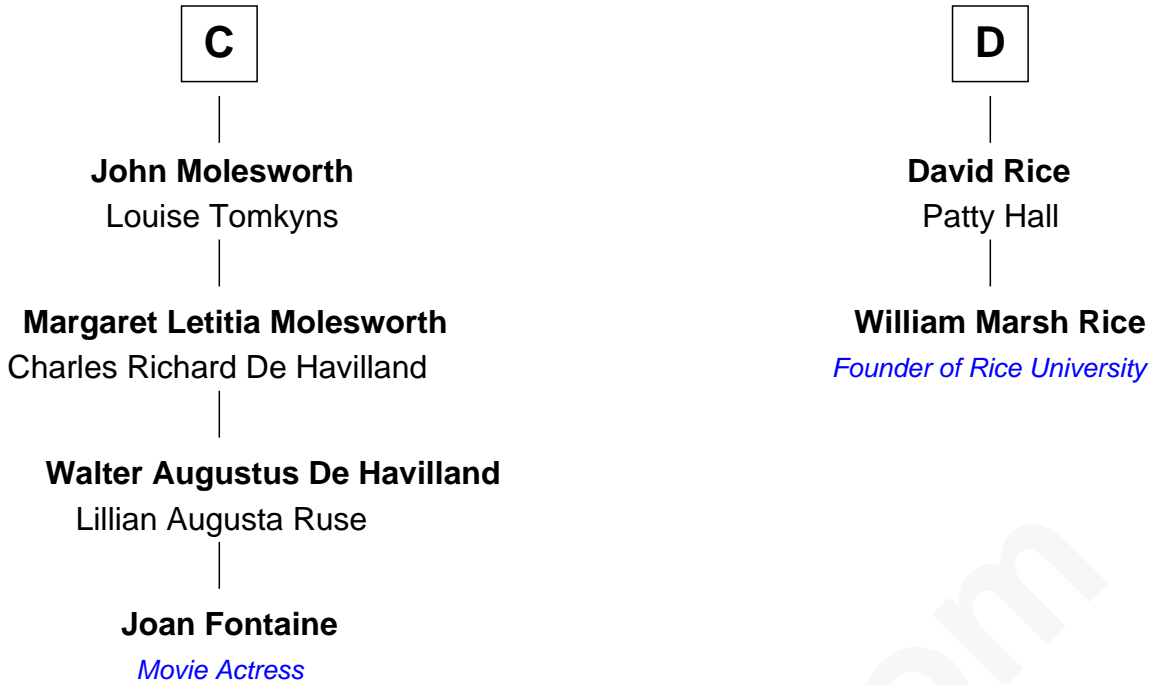 C
John Molesworth
Louise Tomkyns
Margaret Letitia Molesworth
Charles Richard De Havilland
Walter Augustus De Havilland
Lillian Augusta Ruse
Joan Fontaine
Movie Actress
D
David Rice
Patty Hall
William Marsh Rice
Founder of Rice University
om